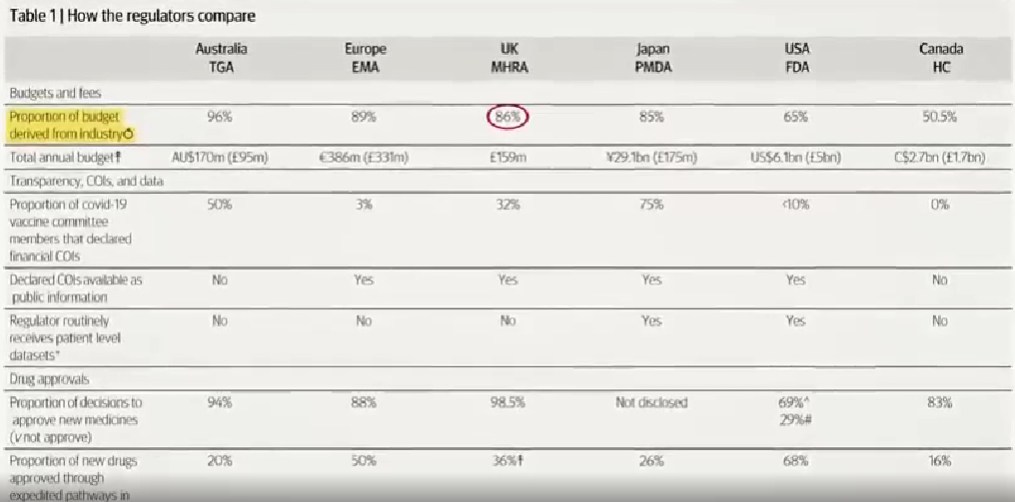 Table 1 | How the regulators compare
Australia Europe UK Japan USA Canada
TGA EMA MHRA PMDA FDA HC
Budgets and fees
Proportion of budget 96% 89% 86% 85% 65% 50.5%
derived from industry
Total annual budget† AU$170m (£95m) €386m (£331m) £159m ¥29.1bn (£175m) US$6.1bn (£5bn) C$2.7bn (£1.7bn)
Transparency, COIs, and data
Proportion of covid-19 50% 3% 32% 75% <10% 0%
vaccine committee
members that declared
financial COIs
Declared COIs available as No Yes Yes Yes Yes No
public information
Regulator routinely No No No Yes Yes No
receives patient level
datasets*
Drug approvals
Proportion of decisions to 94% 88% 98.5% Not disclosed 69%^ 83%
approve new medicines 29%#
(v not approve)
Proportion of new drugs 20% 50% 36%† 26% 68% 16%
approved through
expedited pathways in